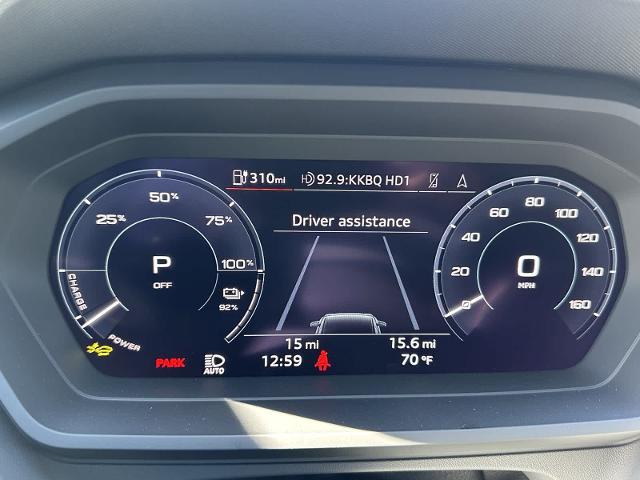 310mi
92.9:KKBQ HD1
Driver assistance
25%
50%
75%
100%
P
OFF
92%
CHARGE
POWER
0
20
40
60
80
100
120
140
160
0
MPH
15 mi
15.6 mi
PARK
AUTO
12:59
70 °F